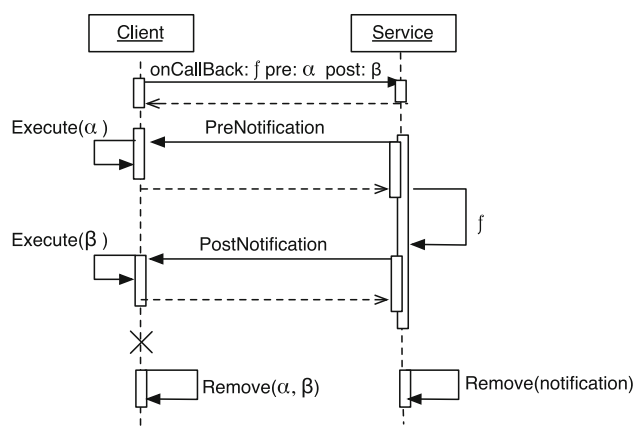 Client
Service
onCallBack: ƒ pre: α post: β
Execute(α)
PreNotification
ƒ
Execute(β)
PostNotification
Remove(α, β)
Remove(notification)